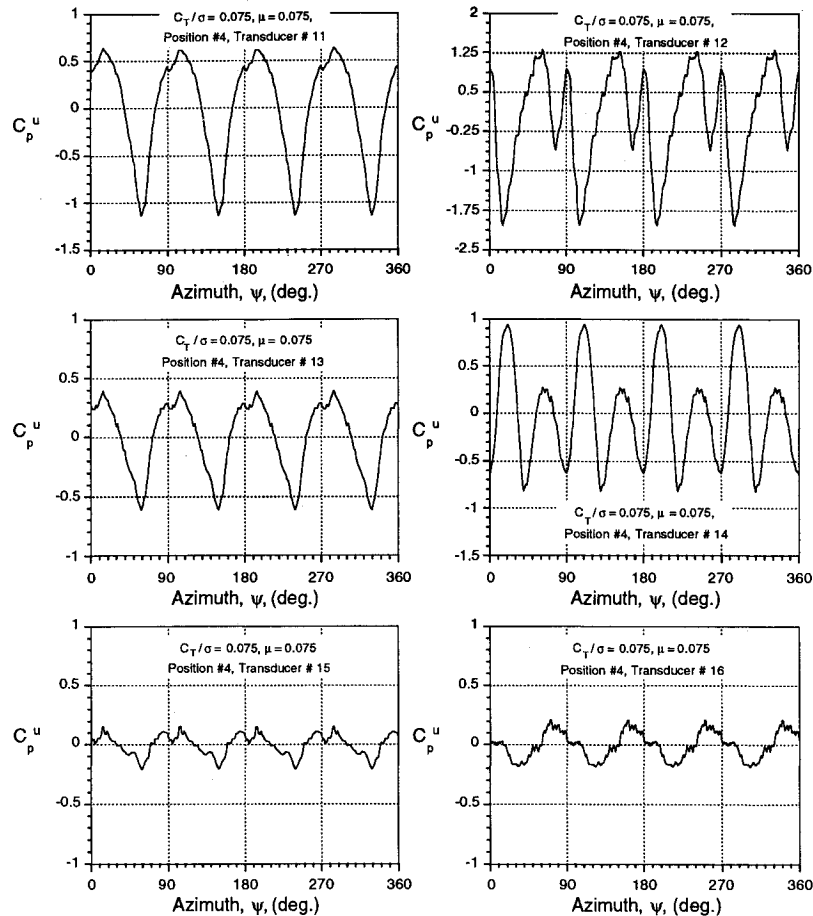 C_T/σ = 0.075, μ = 0.075,
Position #4, Transducer # 11
1
0.5
0
-0.5
-1
-1.5
C_p^u
0 90 180 270 360
Azimuth, ψ, (deg.)
C_T/σ = 0.075, μ = 0.075,
Position #4, Transducer # 12
2
1.25
0.5
-0.25
-1
-1.75
-2.5
C_p^u
0 90 180 270 360
Azimuth, ψ, (deg.)
C_T/σ = 0.075, μ = 0.075
Position #4, Transducer # 13
1
0.5
0
-0.5
-1
C_p^u
0 90 180 270 360
Azimuth, ψ, (deg.)
1
0.5
0
-0.5
-1
-1.5
C_p^u
C_T/σ = 0.075, μ = 0.075,
Position #4, Transducer # 14
0 90 180 270 360
Azimuth, ψ, (deg.)
C_T/σ = 0.075, μ = 0.075
Position #4, Transducer # 15
1
0.5
0
-0.5
-1
C_p^u
0 90 180 270 360
Azimuth, ψ, (deg.)
C_T/σ = 0.075, μ = 0.075
Position #4, Transducer # 16
1
0.5
0
-0.5
-1
C_p^u
0 90 180 270 360
Azimuth, ψ, (deg.)